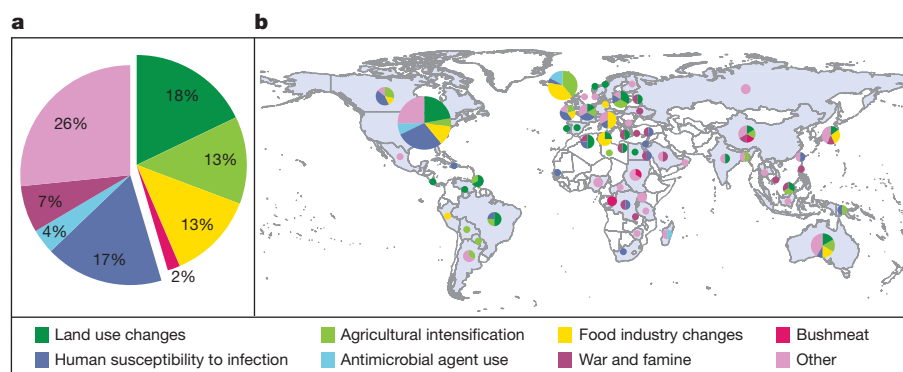 a
b
18%
26%
13%
7%
13%
4%
17%
2%
Land use changes
Agricultural intensification
Food industry changes
Bushmeat
Human susceptibility to infection
Antimicrobial agent use
War and famine
Other